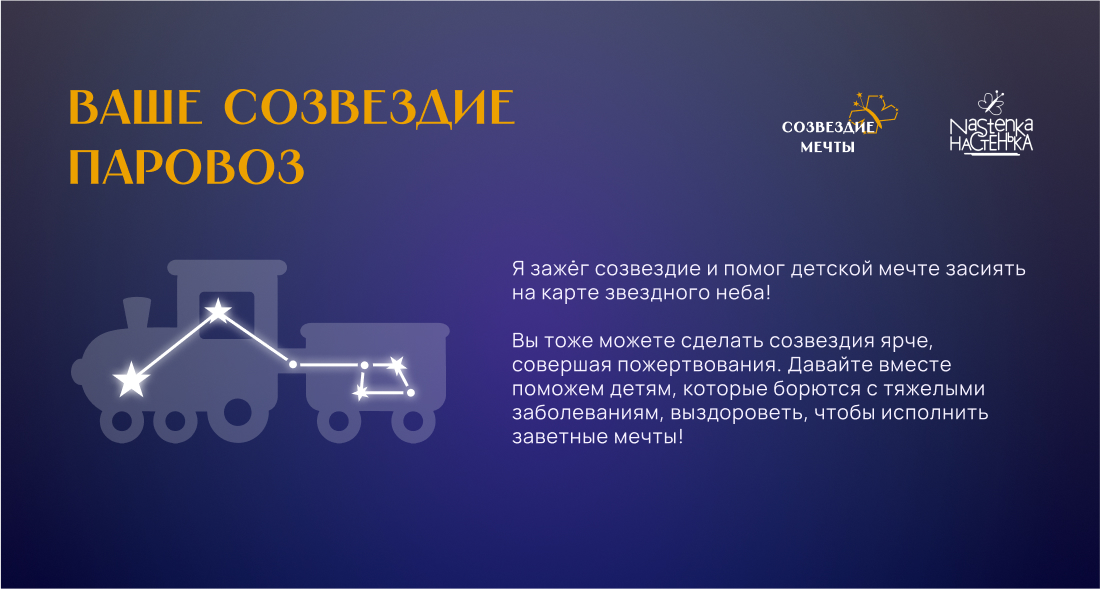 ВАШЕ СОЗВЕЗДИЕ
ПАРОВОЗ
СОЗВЕЗДИЕ
МЕЧТЫ
Nastenka
НАСТЕНЬКА
Я зажёг созвездие и помог детской мечте засиять
на карте звездного неба!
Вы тоже можете сделать созвездия ярче,
совершая пожертвования. Давайте вместе
поможем детям, которые борются с тяжелыми
заболеваниям, выздороветь, чтобы исполнить
заветные мечты!